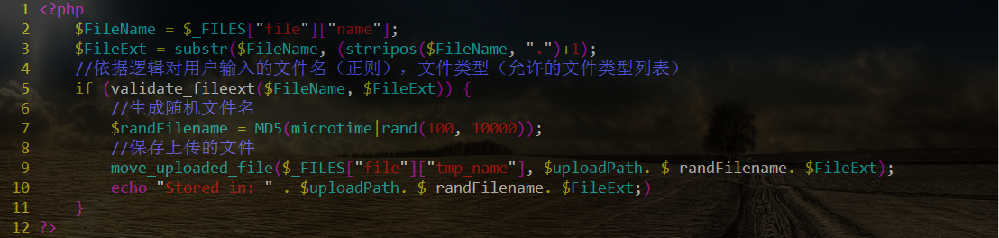 1 <?php
2 $FileName = $_FILES["file"]["name"];
3 $FileExt = substr($FileName, (strripos($FileName, ".")+1);
4 //依据逻辑对用户输入的文件名（正则），文件类型（允许的文件类型列表）
5 if (validate_fileext($FileName, $FileExt)) {
6 //生成随机文件名
7 $randFilename = MD5(microtime|rand(100, 10000));
8 //保存上传的文件
9 move_uploaded_file($_FILES["file"]["tmp_name"], $uploadPath. $ randFilename. $FileExt);
10 echo "Stored in: " . $uploadPath. $ randFilename. $FileExt;)
11 }
12 ?>